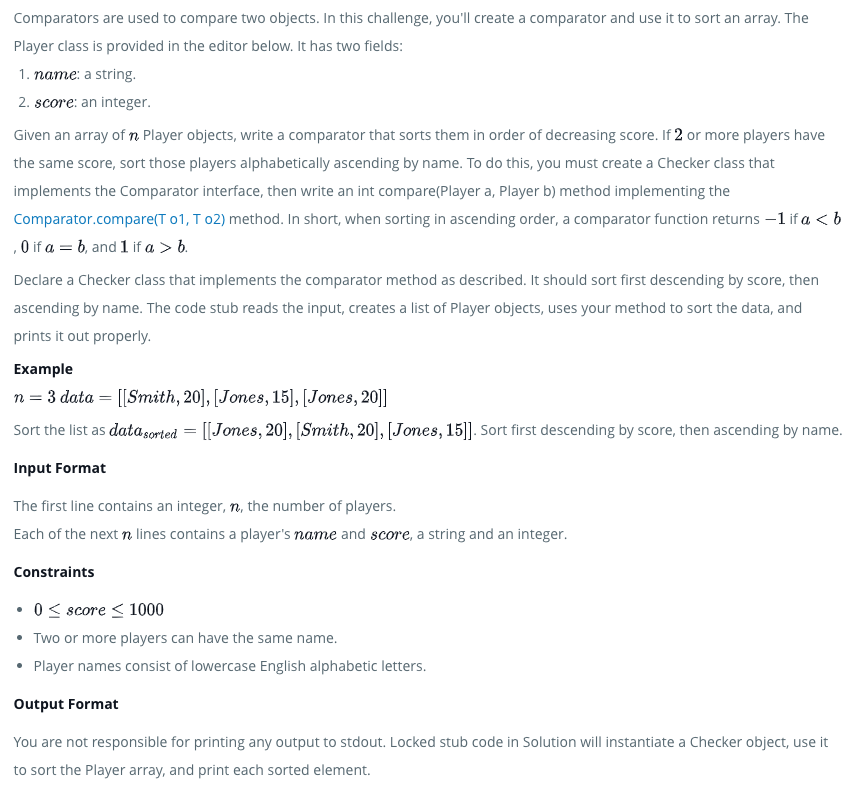 Comparators are used to compare two objects. In this challenge, you'll create a comparator and use it to sort an array. The
Player class is provided in the editor below. It has two fields:
1. name: a string.
2. score: an integer.
Given an array of n Player objects, write a comparator that sorts them in order of decreasing score. If 2 or more players have
the same score, sort those players alphabetically ascending by name. To do this, you must create a Checker class that
implements the Comparator interface, then write an int compare(Player a, Player b) method implementing the
Comparator.compare(T o1, T o2) method. In short, when sorting in ascending order, a comparator function returns −1 if a < b
, 0 if a = b, and 1 if a > b.
Declare a Checker class that implements the comparator method as described. It should sort first descending by score, then
ascending by name. The code stub reads the input, creates a list of Player objects, uses your method to sort the data, and
prints it out properly.
Example
n = 3 data = [[Smith, 20], [Jones, 15], [Jones, 20]]
Sort the list as data_sorted = [[Jones, 20], [Smith, 20], [Jones, 15]]. Sort first descending by score, then ascending by name.
Input Format
The first line contains an integer, n, the number of players.
Each of the next n lines contains a player's name and score, a string and an integer.
Constraints
• 0 ≤ score ≤ 1000
• Two or more players can have the same name.
• Player names consist of lowercase English alphabetic letters.
Output Format
You are not responsible for printing any output to stdout. Locked stub code in Solution will instantiate a Checker object, use it
to sort the Player array, and print each sorted element.